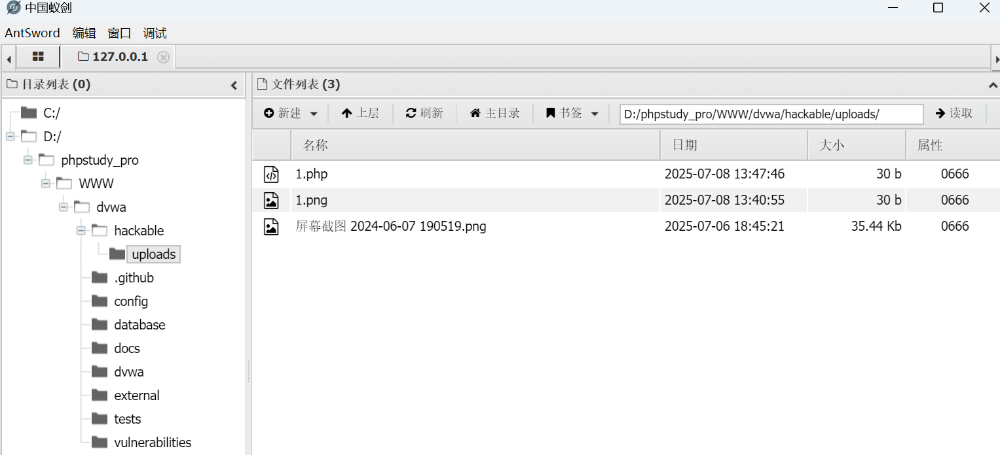 中国蚁剑
AntSword 编辑 窗口 调试
127.0.0.1
目录列表 (0)
C:/
D:/
phpstudy_pro
WWW
dvwa
hackable
uploads
.github
config
database
docs
dvwa
external
tests
vulnerabilities
文件列表 (3)
新建 上层 刷新 主目录 书签 D:/phpstudy_pro/WWW/dvwa/hackable/uploads/ 读取
名称 日期 大小 属性
1.php 2025-07-08 13:47:46 30 b 0666
1.png 2025-07-08 13:40:55 30 b 0666
屏幕截图 2024-06-07 190519.png 2025-07-06 18:45:21 35.44 Kb 0666